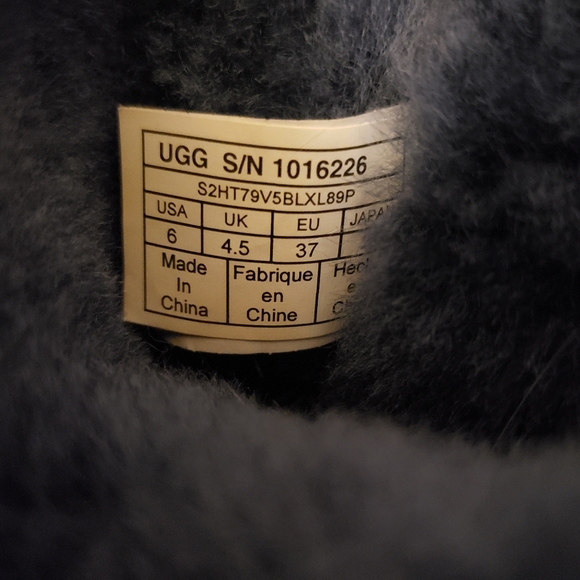 UGG S/N 1016226
S2HT79V5BLXL89P
USA UK EU
6 4.5 37
Made Fabrique
In en
China Chine